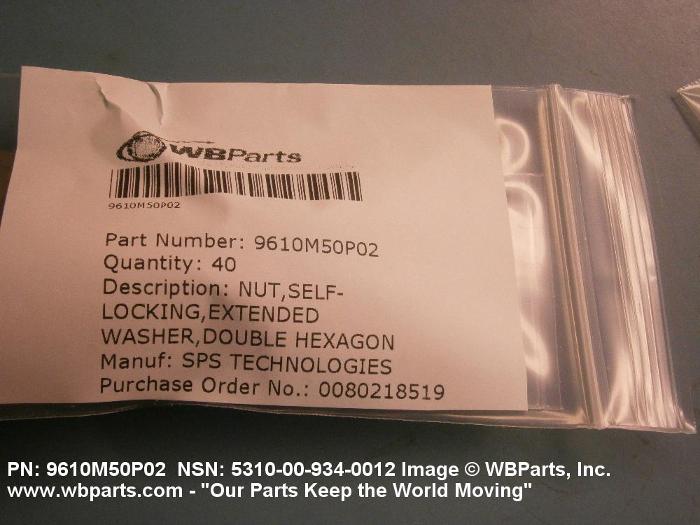 WBParts
9610M50P02
Part Number: 9610M50P02
Quantity: 40
Description: NUT,SELF-
LOCKING,EXTENDED
WASHER,DOUBLE HEXAGON
Manuf: SPS TECHNOLOGIES
Purchase Order No.: 0080218519
PN: 9610M50P02 NSN: 5310-00-934-0012 Image © WBParts, Inc.
www.wbparts.com - "Our Parts Keep the World Moving"